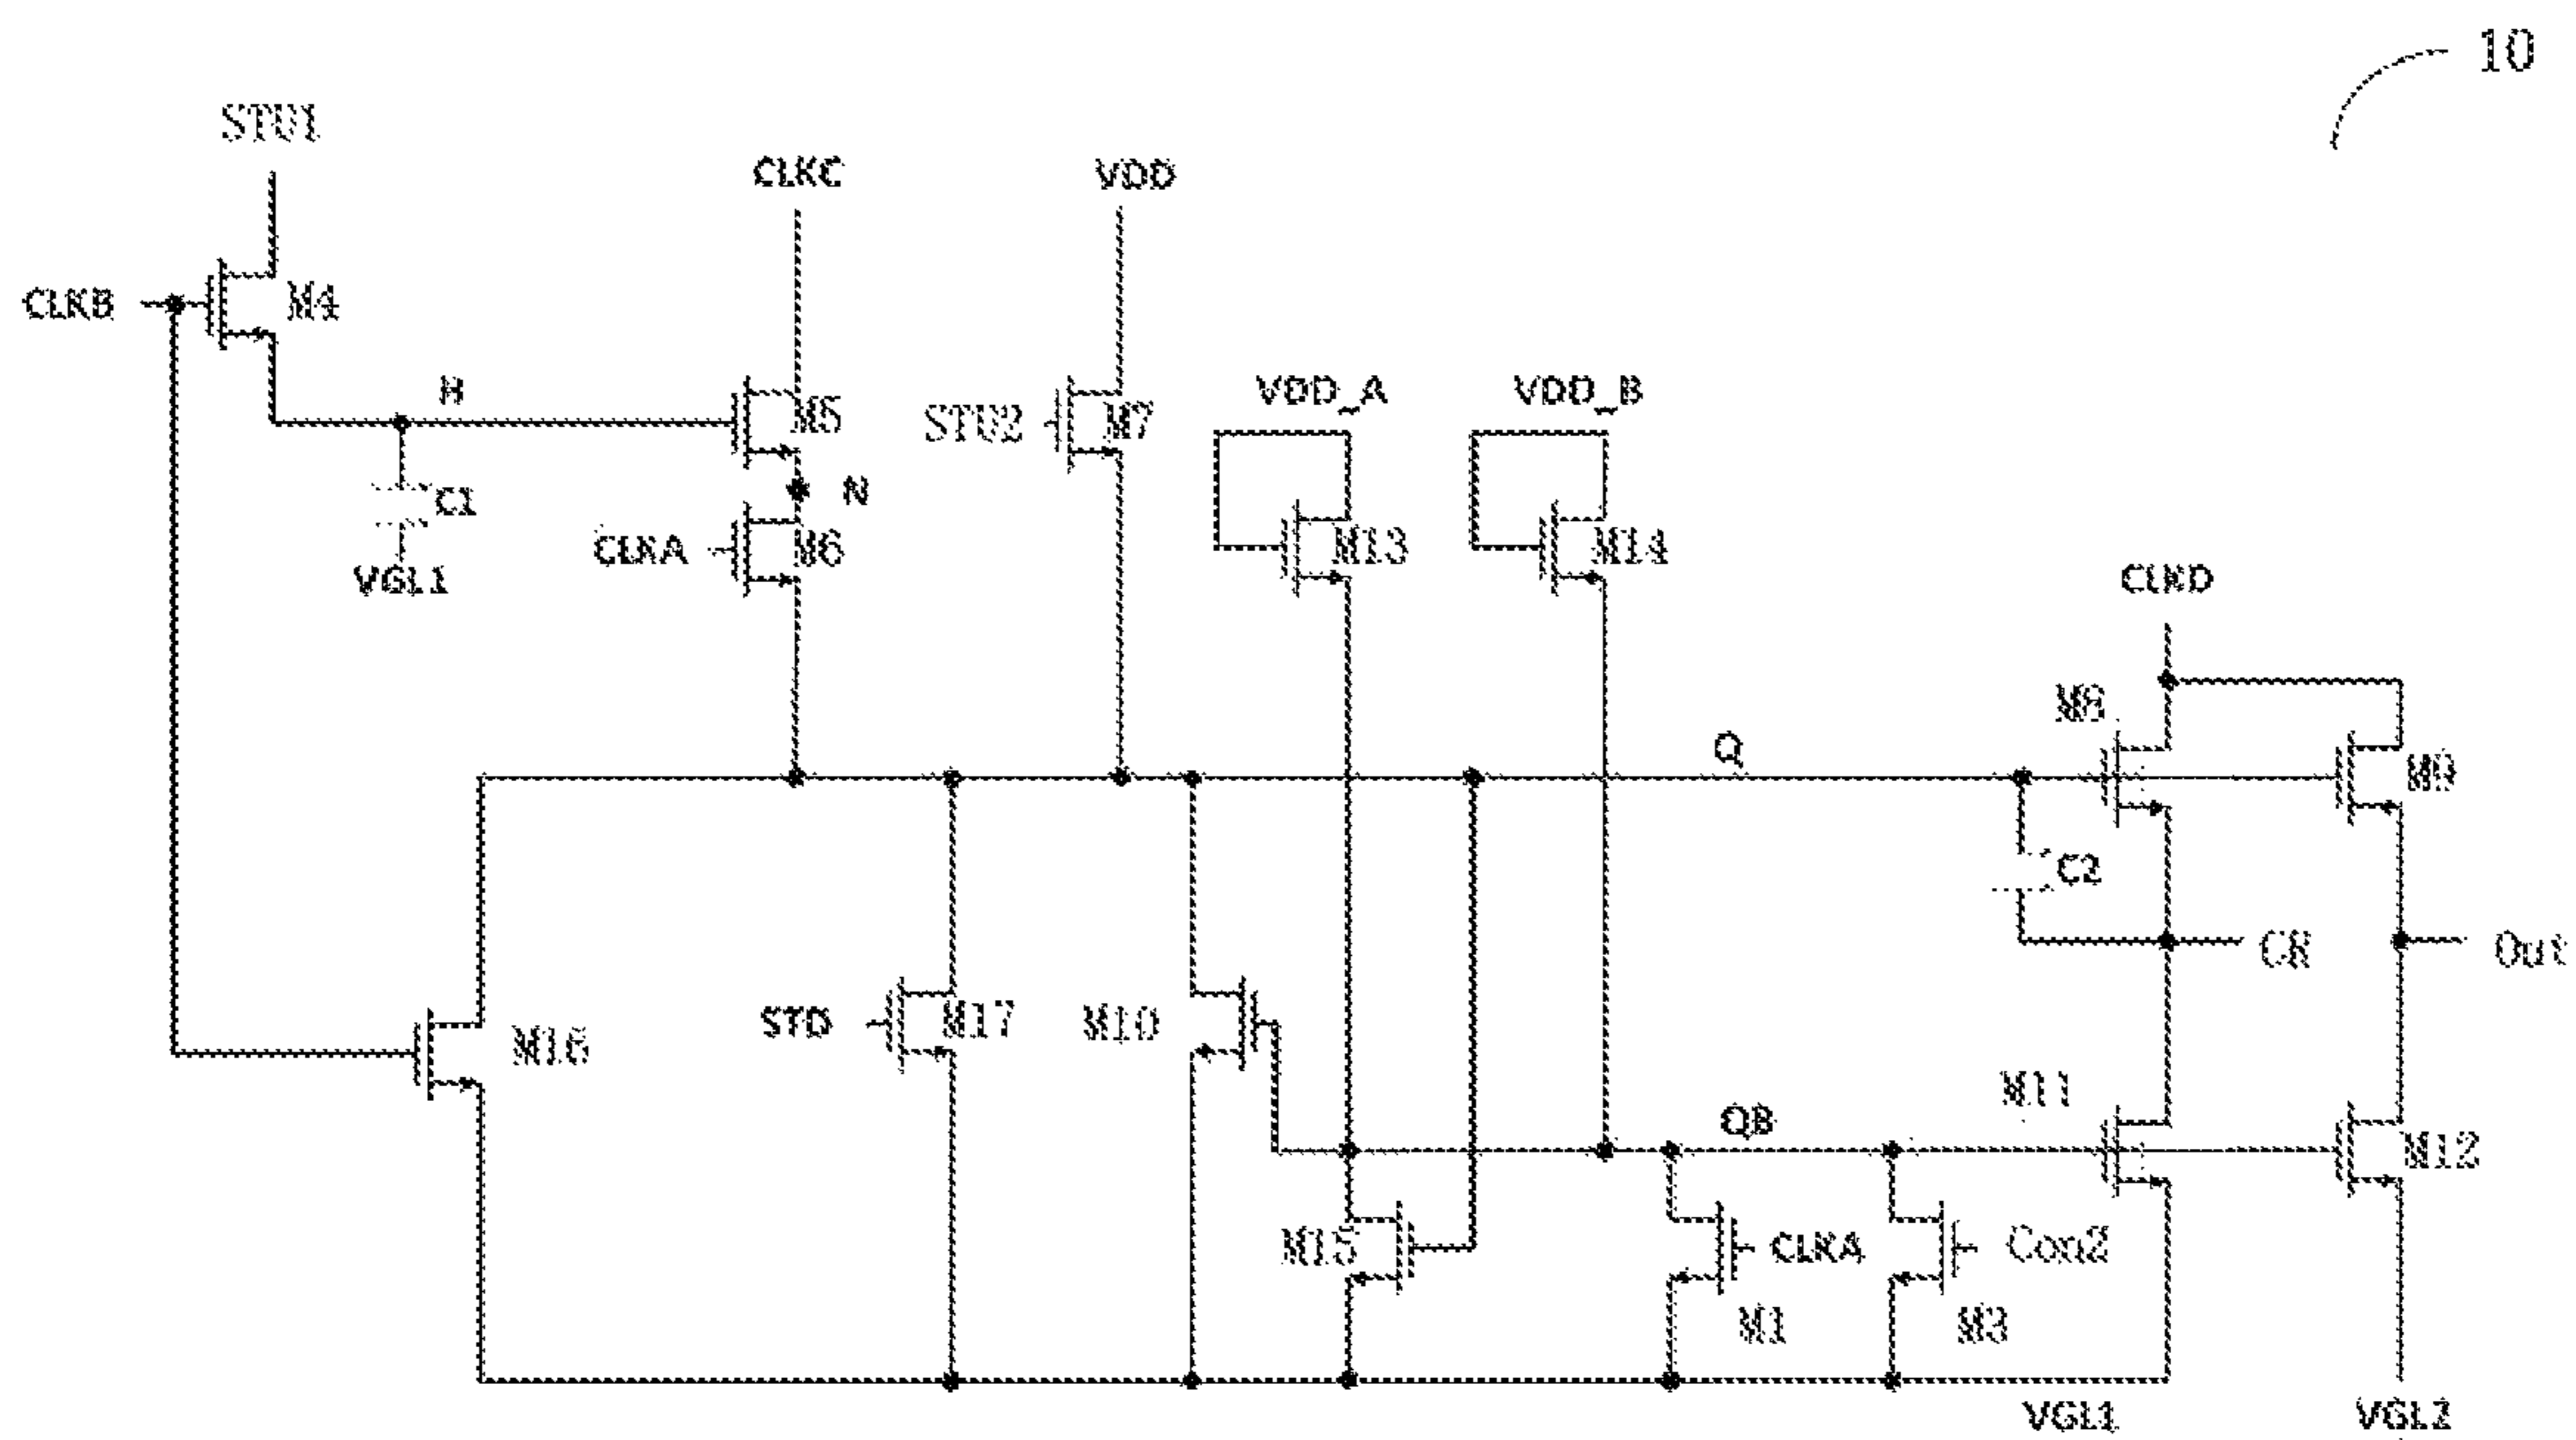 10
STU1
CLKC
VDD
CLKB
M4
H
M5
STU2
M7
VDD_A
VDD_B
C1
N
CLKA
M6
M13
M14
VGL1
CLKD
M8
Q
M9
C2
CR
Out
STD
M17
M10
M16
M11
QB
M12
M15
CLKA
Con2
M1
M3
VGL1
VGL2